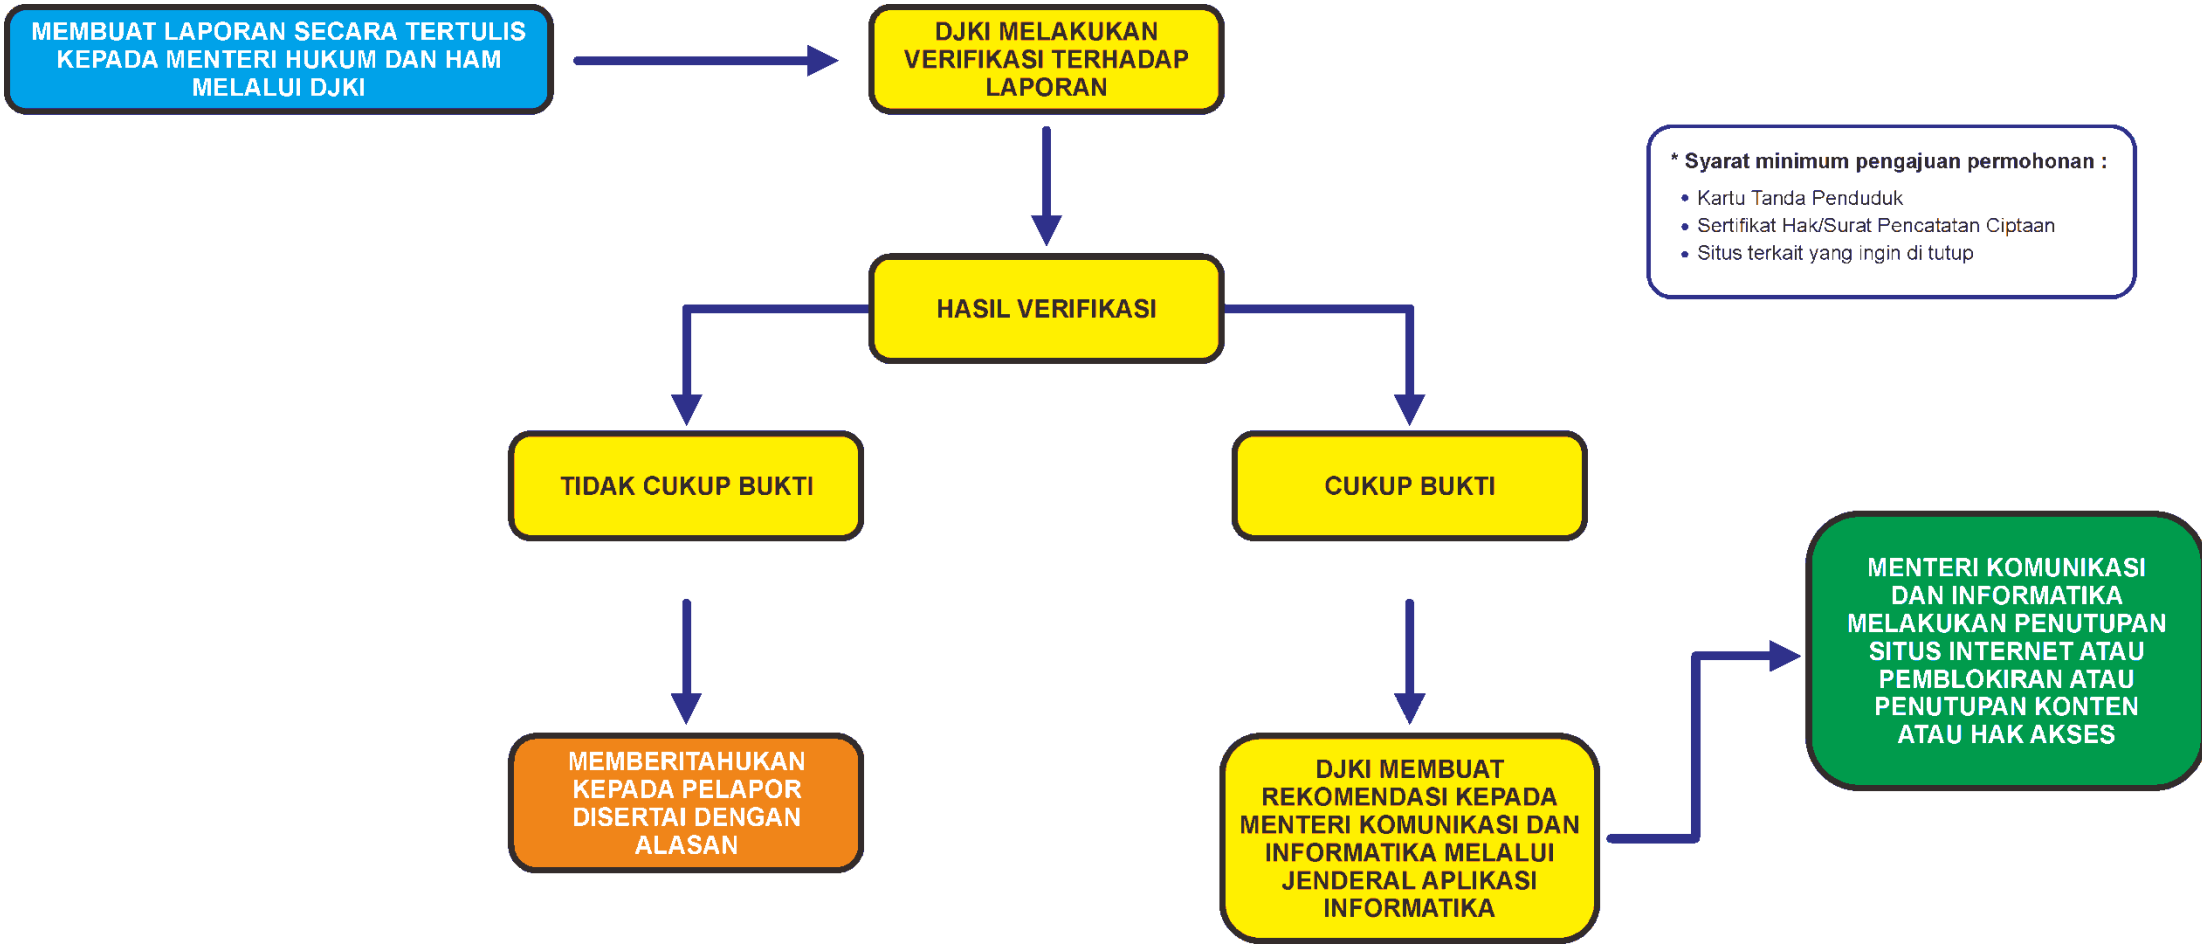 MEMBUAT LAPORAN SECARA TERTULIS
KEPADA MENTERI HUKUM DAN HAM
MELALUI DJKI
DJKI MELAKUKAN
VERIFIKASI TERHADAP
LAPORAN
* Syarat minimum pengajuan permohonan :
• Kartu Tanda Penduduk
• Sertifikat Hak/Surat Pencatatan Ciptaan
• Situs terkait yang ingin di tutup
HASIL VERIFIKASI
TIDAK CUKUP BUKTI
CUKUP BUKTI
MEMBERITAHUKAN
KEPADA PELAPOR
DISERTAI DENGAN
ALASAN
DJKI MEMBUAT
REKOMENDASI KEPADA
MENTERI KOMUNIKASI DAN
INFORMATIKA MELALUI
JENDERAL APLIKASI
INFORMATIKA
MENTERI KOMUNIKASI
DAN INFORMATIKA
MELAKUKAN PENUTUPAN
SITUS INTERNET ATAU
PEMBLOKIRAN ATAU
PENUTUPAN KONTEN
ATAU HAK AKSES